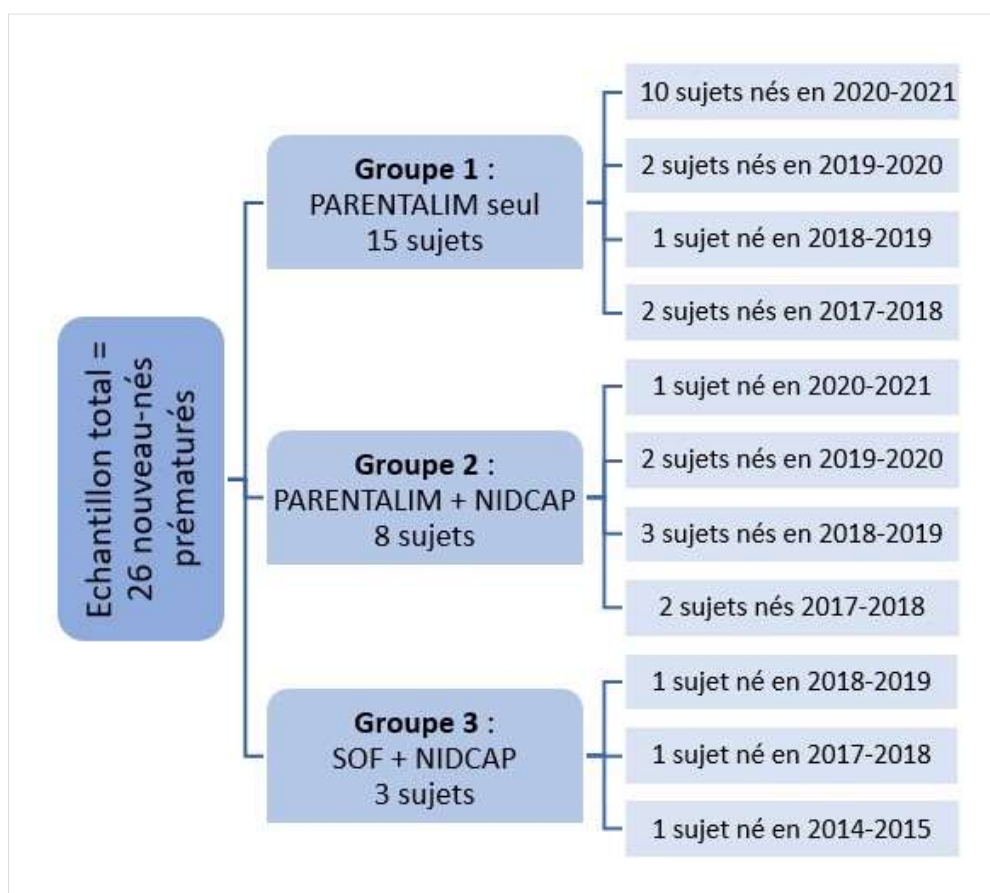 Echantillon total =
26 nouveau-nés
prématurés
Groupe 1 :
PARENTALIM seul
15 sujets
10 sujets nés en 2020-2021
2 sujets nés en 2019-2020
1 sujet né en 2018-2019
2 sujets nés en 2017-2018
Groupe 2 :
PARENTALIM + NIDCAP
8 sujets
1 sujet né en 2020-2021
2 sujets nés en 2019-2020
3 sujets nés en 2018-2019
2 sujets nés 2017-2018
Groupe 3 :
SOF + NIDCAP
3 sujets
1 sujet né en 2018-2019
1 sujet né en 2017-2018
1 sujet né en 2014-2015